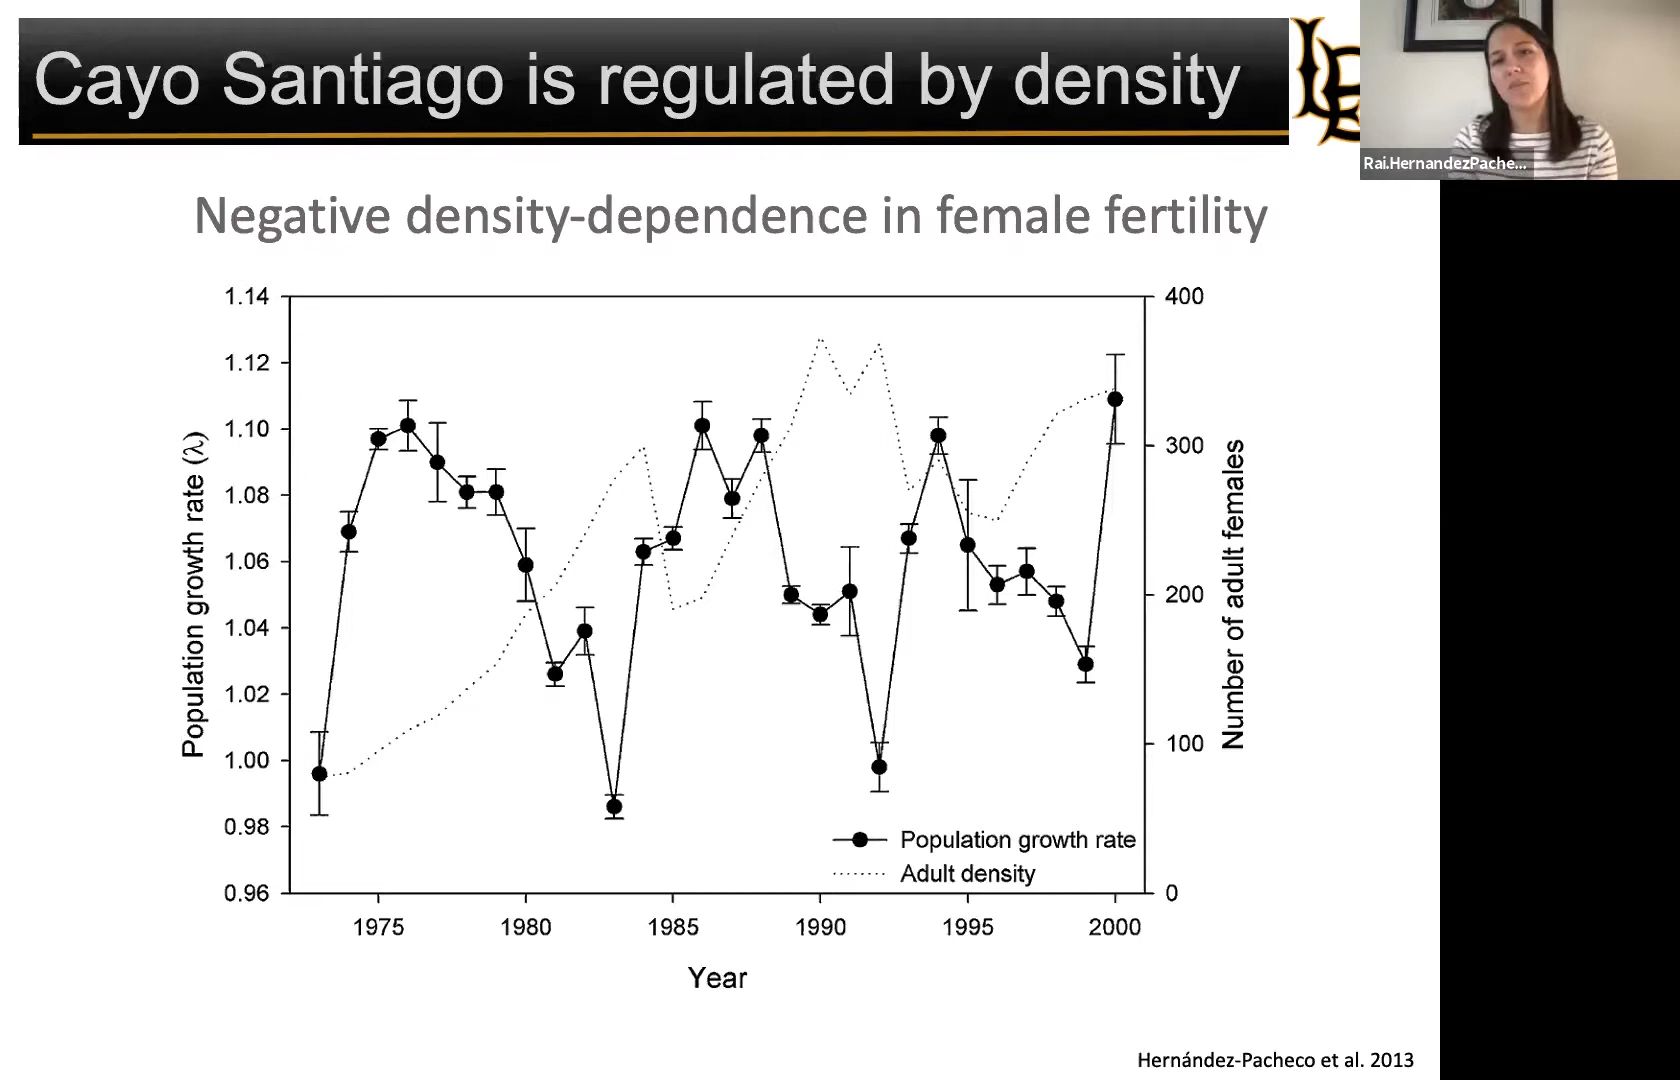 Cayo Santiago is regulated by density
LB
Rai.HernandezPache...
Negative density-dependence in female fertility
1.14
1.12
1.10
1.08
1.06
1.04
1.02
1.00
0.98
0.96
Population growth rate (λ)
400
300
200
100
0
Number of adult females
Population growth rate
Adult density
1975 1980 1985 1990 1995 2000
Year
Hernández-Pacheco et al. 2013